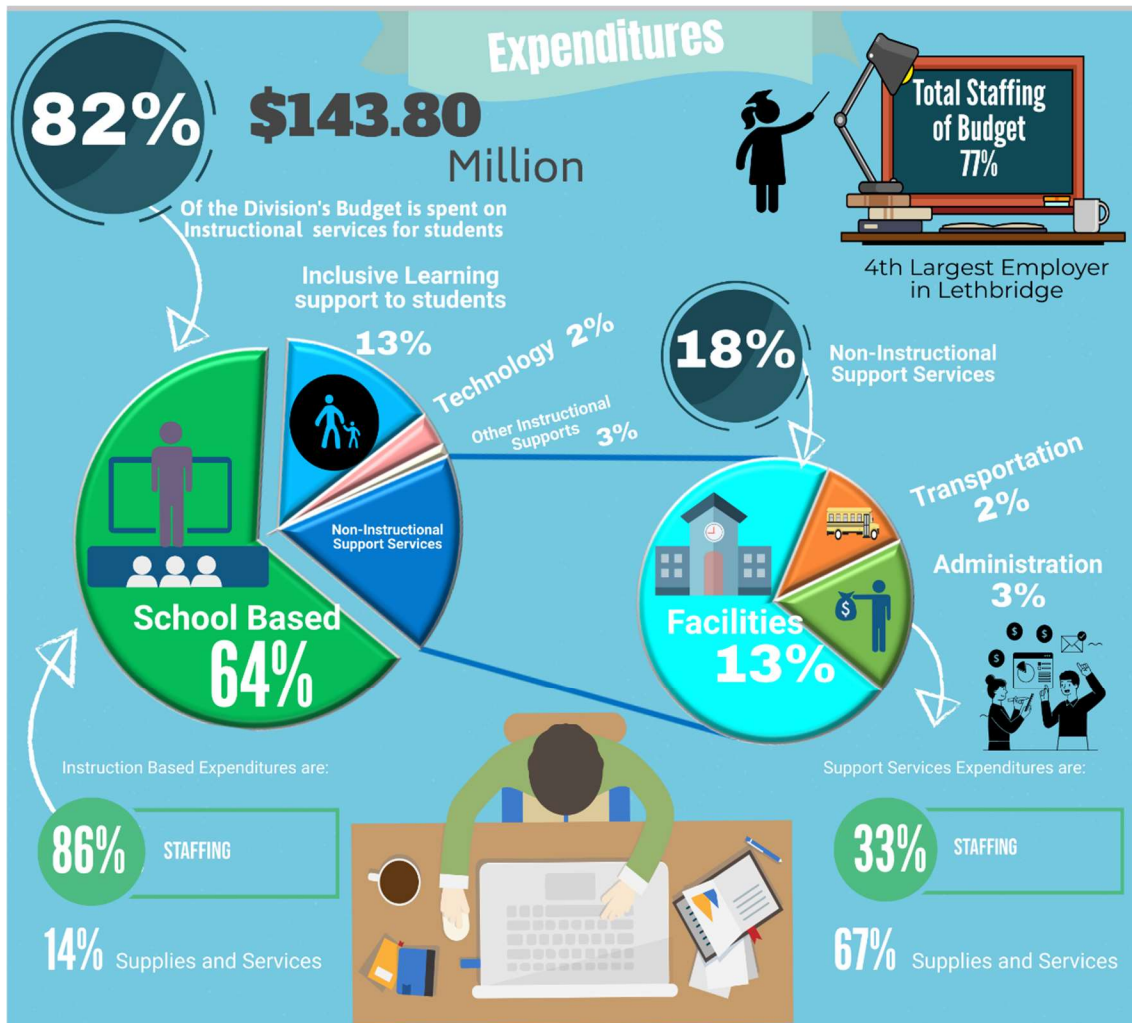 Expenditures
82%
$143.80
Million
Of the Division's Budget is spent on
Instructional services for students
Total Staffing
of Budget
77%
4th Largest Employer
in Lethbridge
Inclusive Learning
support to students
13%
Technology 2%
Other Instructional
Supports 3%
Non-Instructional
Support Services
School Based
64%
18%
Non-Instructional
Support Services
Transportation
2%
Administration
3%
Facilities
13%
$
$
$
$
Instruction Based Expenditures are:
86%
STAFFING
14% Supplies and Services
Support Services Expenditures are:
33%
STAFFING
67% Supplies and Services